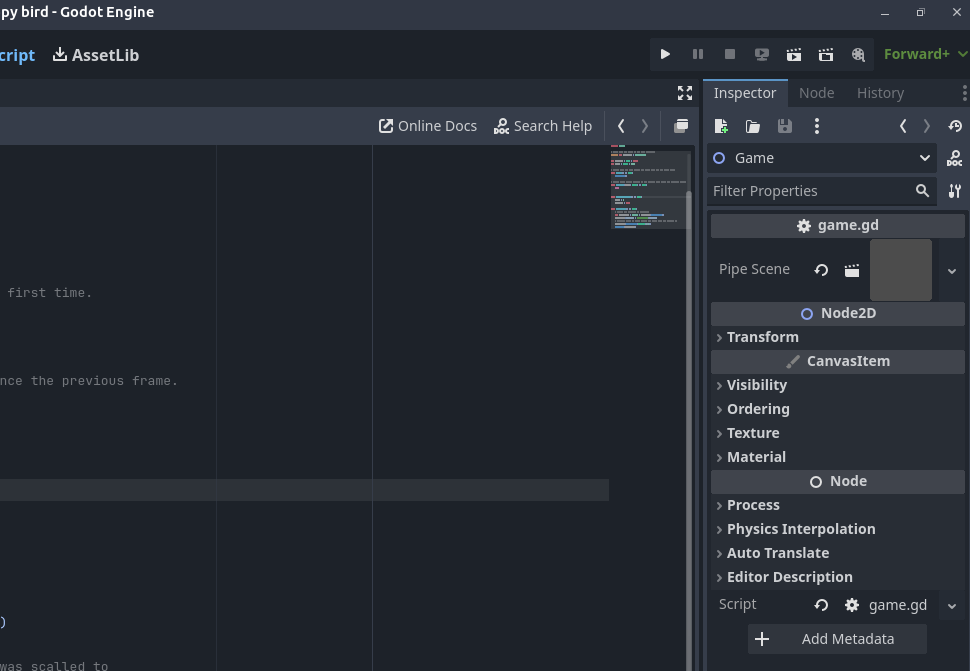 py bird - Godot Engine
cript AssetLib
Forward+
Inspector Node History
Online Docs Search Help
Game
Filter Properties
game.gd
Pipe Scene
first time.
Node2D
Transform
CanvasItem
nce the previous frame.
Visibility
Ordering
Texture
Material
Node
Process
Physics Interpolation
Auto Translate
Editor Description
Script game.gd
)
Add Metadata
was scalled to